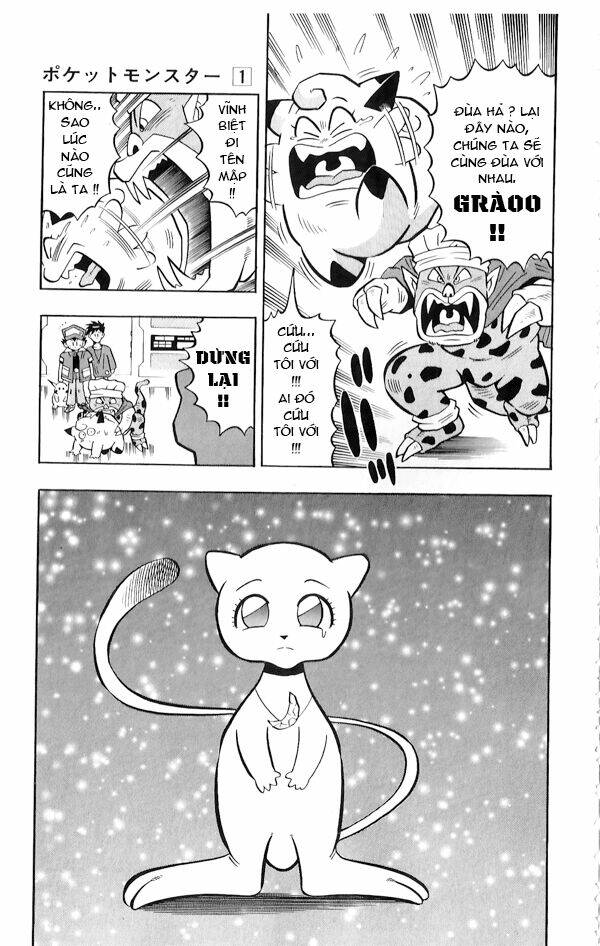 ポケットモンスター 1
ĐÙA HẢ ? LẠI
ĐÂY NÀO,
CHÚNG TA SẼ
CÙNG ĐÙA VỚI
NHAU.
GRÀOO
!!
CỨU...
CỨU
TÔI VỚI
!!!
AI ĐÓ
CỨU
TÔI VỚI
!!!
VĨNH
BIỆT
ĐI
TÊN
MẬP
!!
KHÔNG,,
SAO
LÚC
NÀO
CŨNG
LÀ TA
!!
DỪNG
LẠI
!!